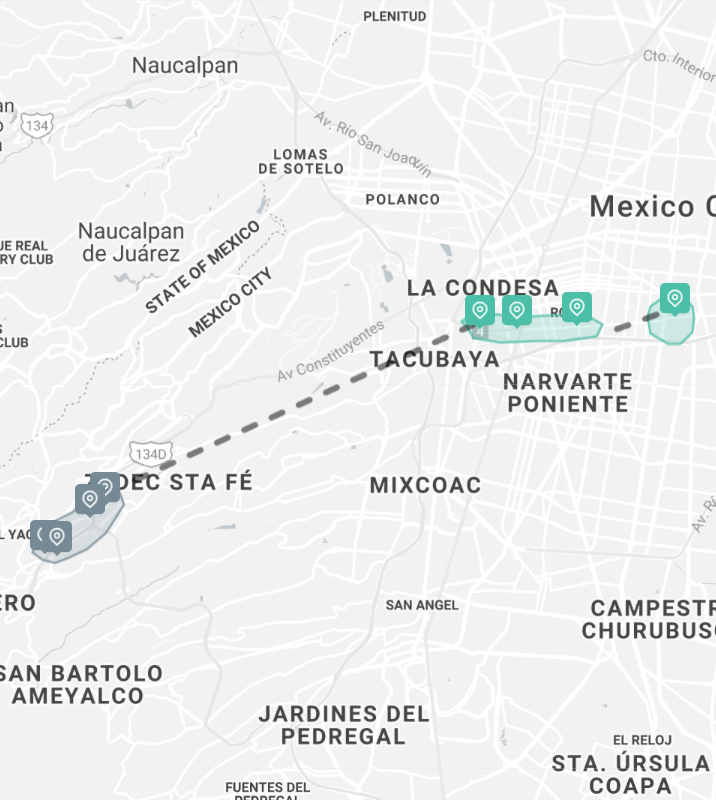 PLENITUD
Naucalpan
Cto. Interior
134
Av. Río San Joaquín
LOMAS
DE SOTELO
POLANCO
Mexico C
Naucalpan
de Juárez
UE REAL
RY CLUB
STATE OF MEXICO
MEXICO CITY
LA CONDESA
RO
4
S
CLUB
Av Constituyentes
TACUBAYA
NARVARTE
PONIENTE
134D
DEC STA FÉ
MIXCOAC
L YAC
Av. R
ERO
SAN ANGEL
CAMPESTR
CHURUBUSC
SAN BARTOLO
AMEYALCO
JARDINES DEL
PEDREGAL
EL RELOJ
STA. ÚRSULA
COAPA
FUENTES DEL
PEDREGAL